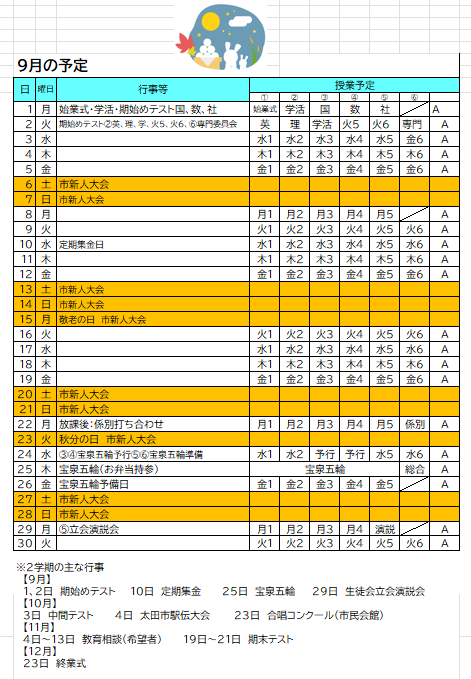 9月の予定
日 曜日 行事等 授業予定
① ② ③ ④ ⑤ ⑥
1 月 始業式・学活・期始めテスト国、数、社 始業式 学活 国 数 社 A
2 火 期始めテスト②英、理、学、火5、火6、⑥専門委員会 英 理 学活 火5 火6 専門 A
3 水 水1 水2 水3 水4 水5 金6 A
4 木 木1 木2 木3 木4 木5 木6 A
5 金 金1 金2 金3 金4 金5 金6 A
6 土 市新人大会
7 日 市新人大会
8 月 月1 月2 月3 月4 月5 A
9 火 火1 火2 火3 火4 火5 火6 A
10 水 定期集金日 水1 水2 水3 水4 水5 水6 A
11 木 木1 木2 木3 木4 木5 木6 A
12 金 金1 金2 金3 金4 金5 金6 A
13 土 市新人大会
14 日 市新人大会
15 月 敬老の日 市新人大会
16 火 火1 火2 火3 火4 火5 火6 A
17 水 水1 水2 水3 水4 水5 水6 A
18 木 木1 木2 木3 木4 木5 木6 A
19 金 金1 金2 金3 金4 金5 金6 A
20 土 市新人大会
21 日 市新人大会
22 月 放課後：係別打ち合わせ 月1 月2 月3 月4 月5 係別 A
23 火 秋分の日 市新人大会
24 水 ③④宝泉五輪予行⑤⑥宝泉五輪準備 水1 水2 予行 予行 水5 水6 A
25 木 宝泉五輪（お弁当持参） 宝泉五輪 総合 A
26 金 宝泉五輪予備日 金1 金2 金3 金4 金5 A
27 土 市新人大会
28 日 市新人大会
29 月 ⑤立会演説会 月1 月2 月3 月4 演説 A
30 火 火1 火2 火3 火4 火5 火6 A
※2学期の主な行事
【9月】
1、2日 期始めテスト 10日 定期集金 25日 宝泉五輪 29日 生徒会立会演説会
【10月】
3日 中間テスト 4日 太田市駅伝大会 23日 合唱コンクール（市民会館）
【11月】
4日～13日 教育相談（希望者） 19日～21日 期末テスト
【12月】
23日 終業式